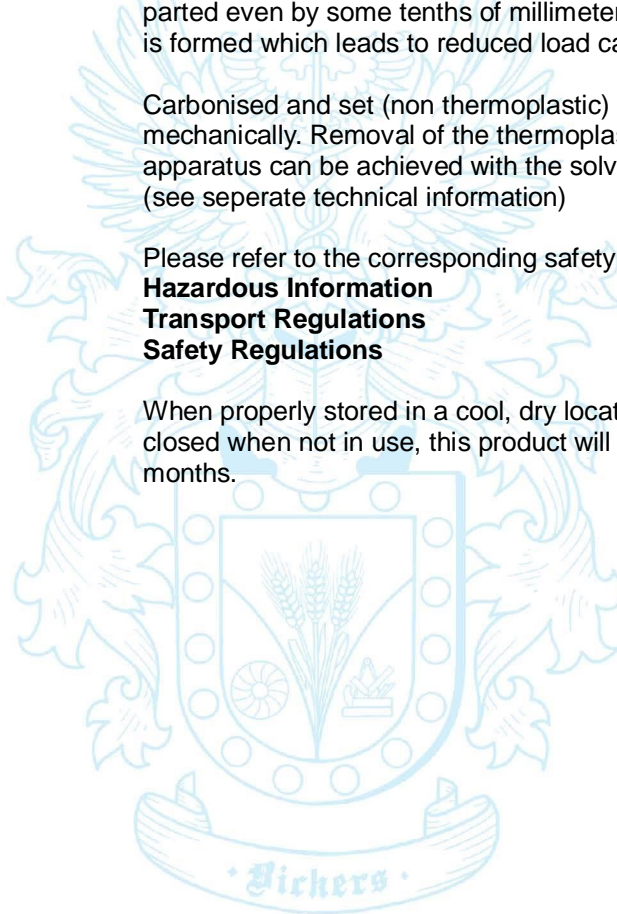 parted even by some tenths of millimeter
is formed which leads to reduced load ca
Carbonised and set (non thermoplastic)
mechanically. Removal of the thermoplas
apparatus can be achieved with the solv
(see seperate technical information)
Please refer to the corresponding safety
Hazardous Information
Transport Regulations
Safety Regulations
When properly stored in a cool, dry locat
closed when not in use, this product will
months.
· Bickers ·